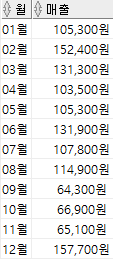 월 매출
01월 105,300원
02월 152,400원
03월 131,300원
04월 103,500원
05월 105,300원
06월 131,900원
07월 107,800원
08월 114,900원
09월 64,300원
10월 66,900원
11월 65,100원
12월 157,700원